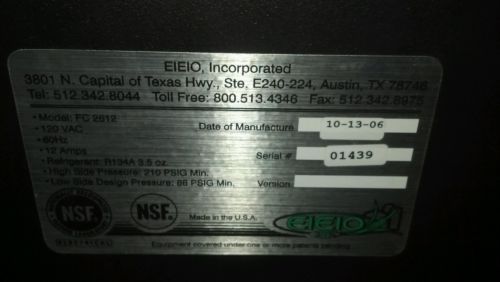 EIEIO, Incorporated
3801 N. Capital of Texas Hwy., Ste. E240-224, Austin, TX 78746
Tel: 512.342.8044 Toll Free: 800.513.4346 Fax: 512.342.8975
• Model: FC 2612
• 120 VAC
• 60Hz
• 12 Amps
• Refrigerant: R134A 3.5 oz.
• High Side Pressure: 210 PSIG Min.
• Low Side Design Pressure: 86 PSIG Min.
Date of Manufacture 10-13-06
Serial # 01439
Version
NSF.
NSF.
Made in the U.S.A.
EIEIO
Equipment covered under one or more patents pending